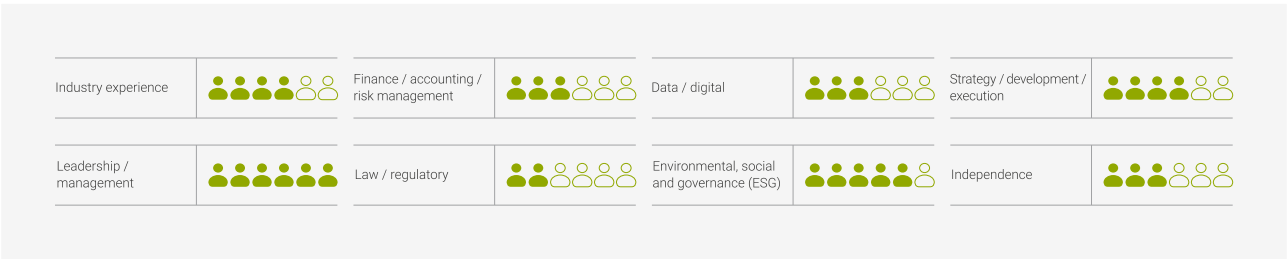 Industry experience
Finance / accounting /
risk management
Data / digital
Strategy / development /
execution
Leadership /
management
Law / regulatory
Environmental, social
and governance (ESG)
Independence